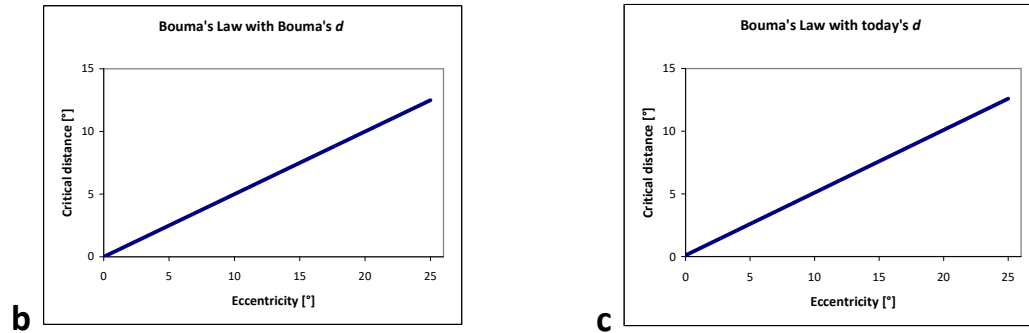 Bouma's Law with Bouma's d
15
10
5
0
0 5 10 15 20 25
Critical distance [°]
Eccentricity [°]
b
Bouma's Law with today's d
15
10
5
0
0 5 10 15 20 25
Critical distance [°]
Eccentricity [°]
c